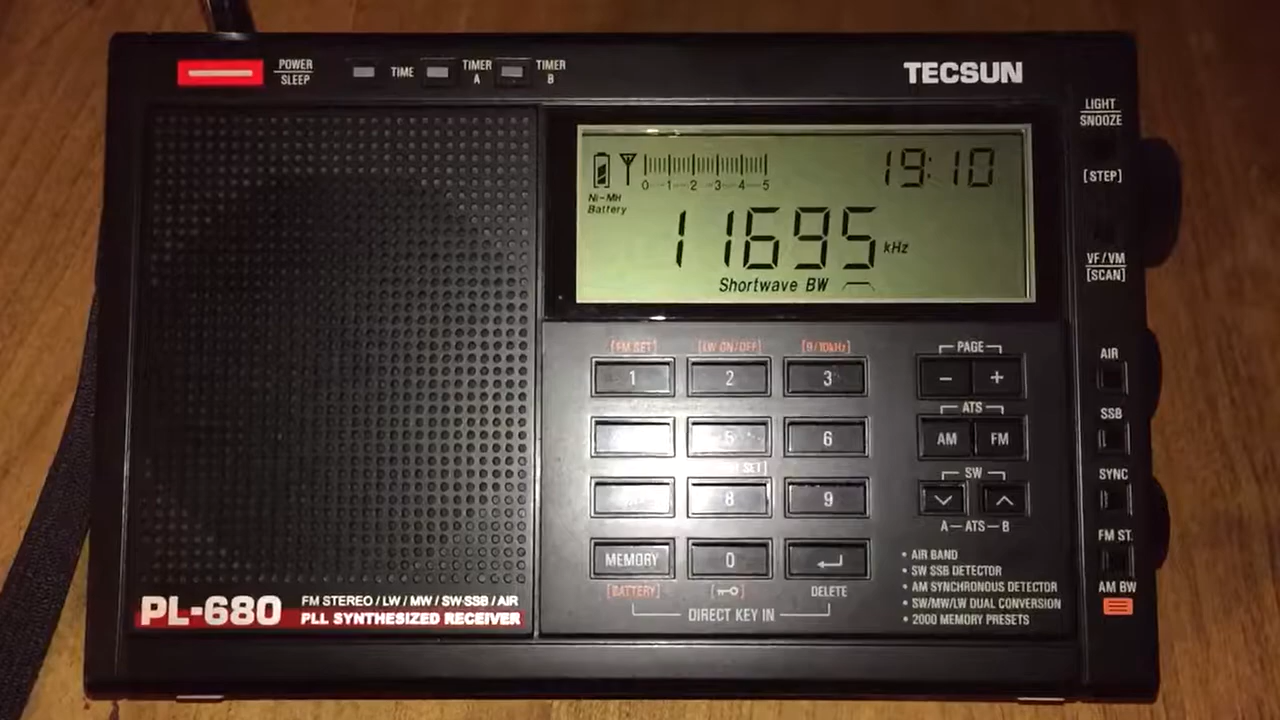 POWER
SLEEP
TIME
TIMER
A
TIMER
B
TECSUN
LIGHT
SNOOZE
[STEP]
VF/VM
[SCAN]
0 1 2 3 4 5
19:10
Ni-MH
Battery
11695 kHz
Shortwave BW
[FM SET] [LW ON/OFF] [9/10kHz]
1 2 3
5 6
SET]
8 9
MEMORY 0
[BATTERY] DELETE
DIRECT KEY IN
PAGE
- +
ATS
AM FM
SW
A—ATS—B
AIR
SSB
SYNC
FM ST.
AM BW
• AIR BAND
• SW SSB DETECTOR
• AM SYNCHRONOUS DETECTOR
• SW/MW/LW DUAL CONVERSION
• 2000 MEMORY PRESETS
PL-680
FM STEREO / LW / MW / SW-SSB / AIR
PLL SYNTHESIZED RECEIVER